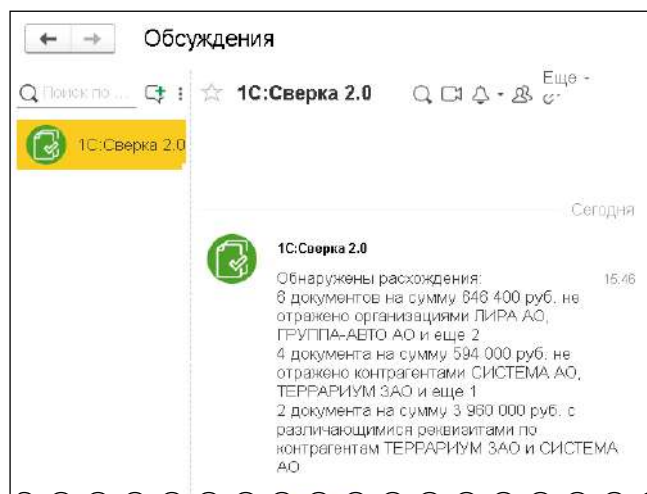 Обсуждения
Поиск по ...
1С:Сверка 2.0
Еще
1С:Сверка 2.0
Сегодня
1С:Сверка 2.0
Обнаружены расхождения:
15:46
6 документов на сумму 646 400 руб. не
отражено организациями ЛИРА АО,
ГРУППА-АВТО АО и еще 2
4 документа на сумму 594 000 руб. не
отражено контрагентами СИСТЕМА АО,
ТЕРРАРИУМ ЗАО и еще 1
2 документа на сумму 3 960 000 руб. с
различающимися реквизитами по
контрагентам ТЕРРАРИУМ ЗАО и СИСТЕМА
АО